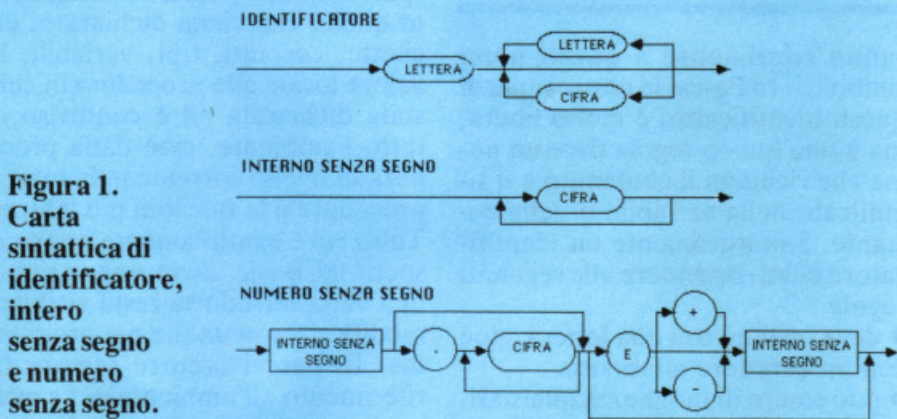 IDENTIFICATORE
LETTERA
LETTERA
CIFRA
INTERNO SENZA SEGNO
CIFRA
Figura 1.
Carta
sintattica di
identificatore,
intero
senza segno
e numero
senza segno.
NUMERO SENZA SEGNO
INTERNO SENZA
SEGNO
.
CIFRA
E
+
-
INTERNO SENZA
SEGNO